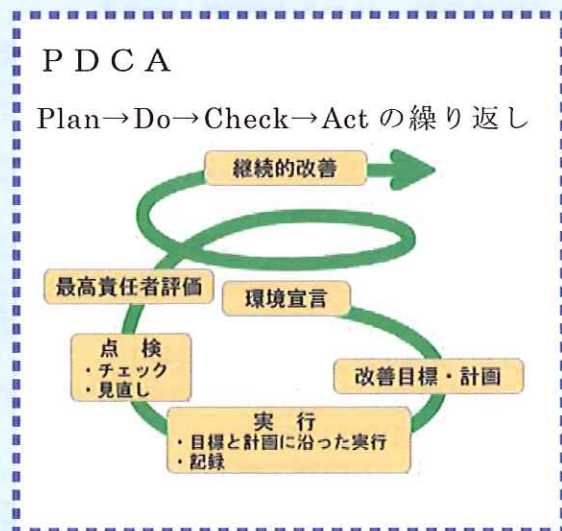 PDCA
Plan→Do→Check→Act の繰り返し
継続的改善
最高責任者評価
環境宣言
点 検
・チェック
・見直し
改善目標・計画
実 行
・目標と計画に沿った実行
・記録